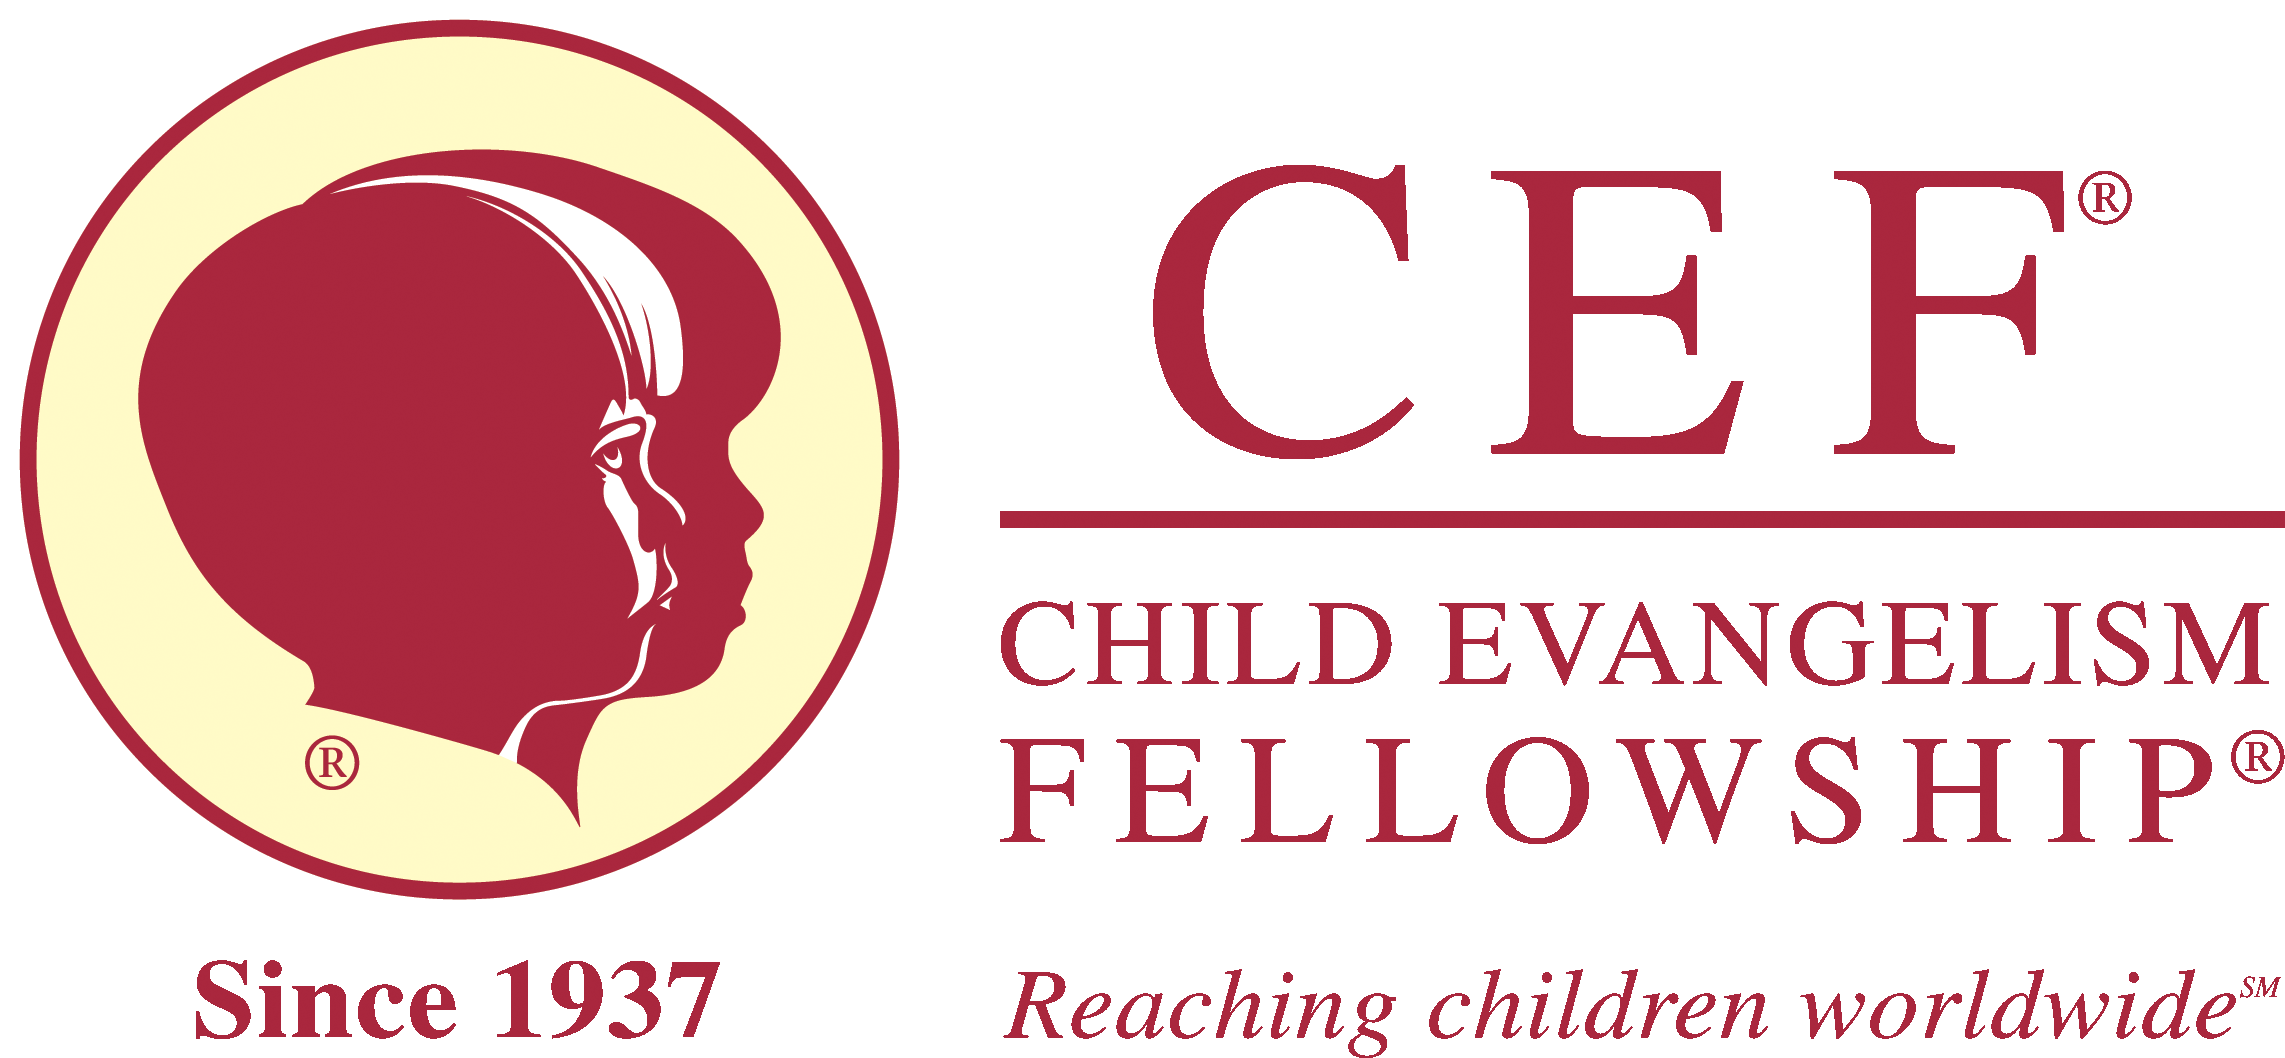 ®
Since 1937
CEF®
CHILD EVANGELISM
FELLOWSHIP®
Reaching children worldwide℠